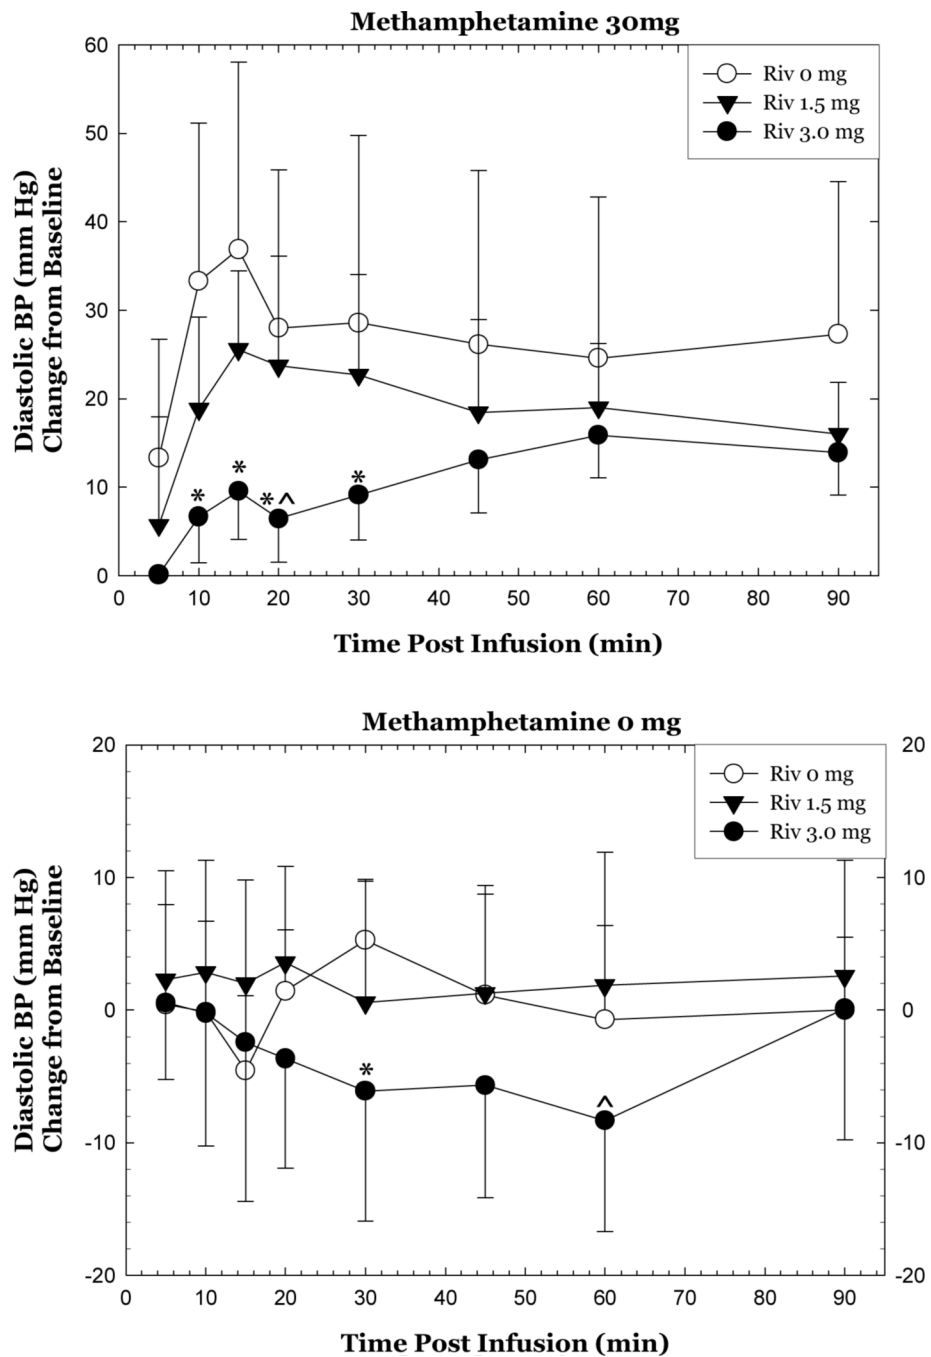 Methamphetamine 30mg
60
50
40
30
20
10
0
Diastolic BP (mm Hg)
Change from Baseline
Riv 0 mg
Riv 1.5 mg
Riv 3.0 mg
*
*
*^
*
0 10 20 30 40 50 60 70 80 90
Time Post Infusion (min)
Methamphetamine 0 mg
20
10
0
-10
-20
Diastolic BP (mm Hg)
Change from Baseline
Riv 0 mg
Riv 1.5 mg
Riv 3.0 mg
*
^
20
10
0
-10
-20
0 10 20 30 40 50 60 70 80 90
Time Post Infusion (min)